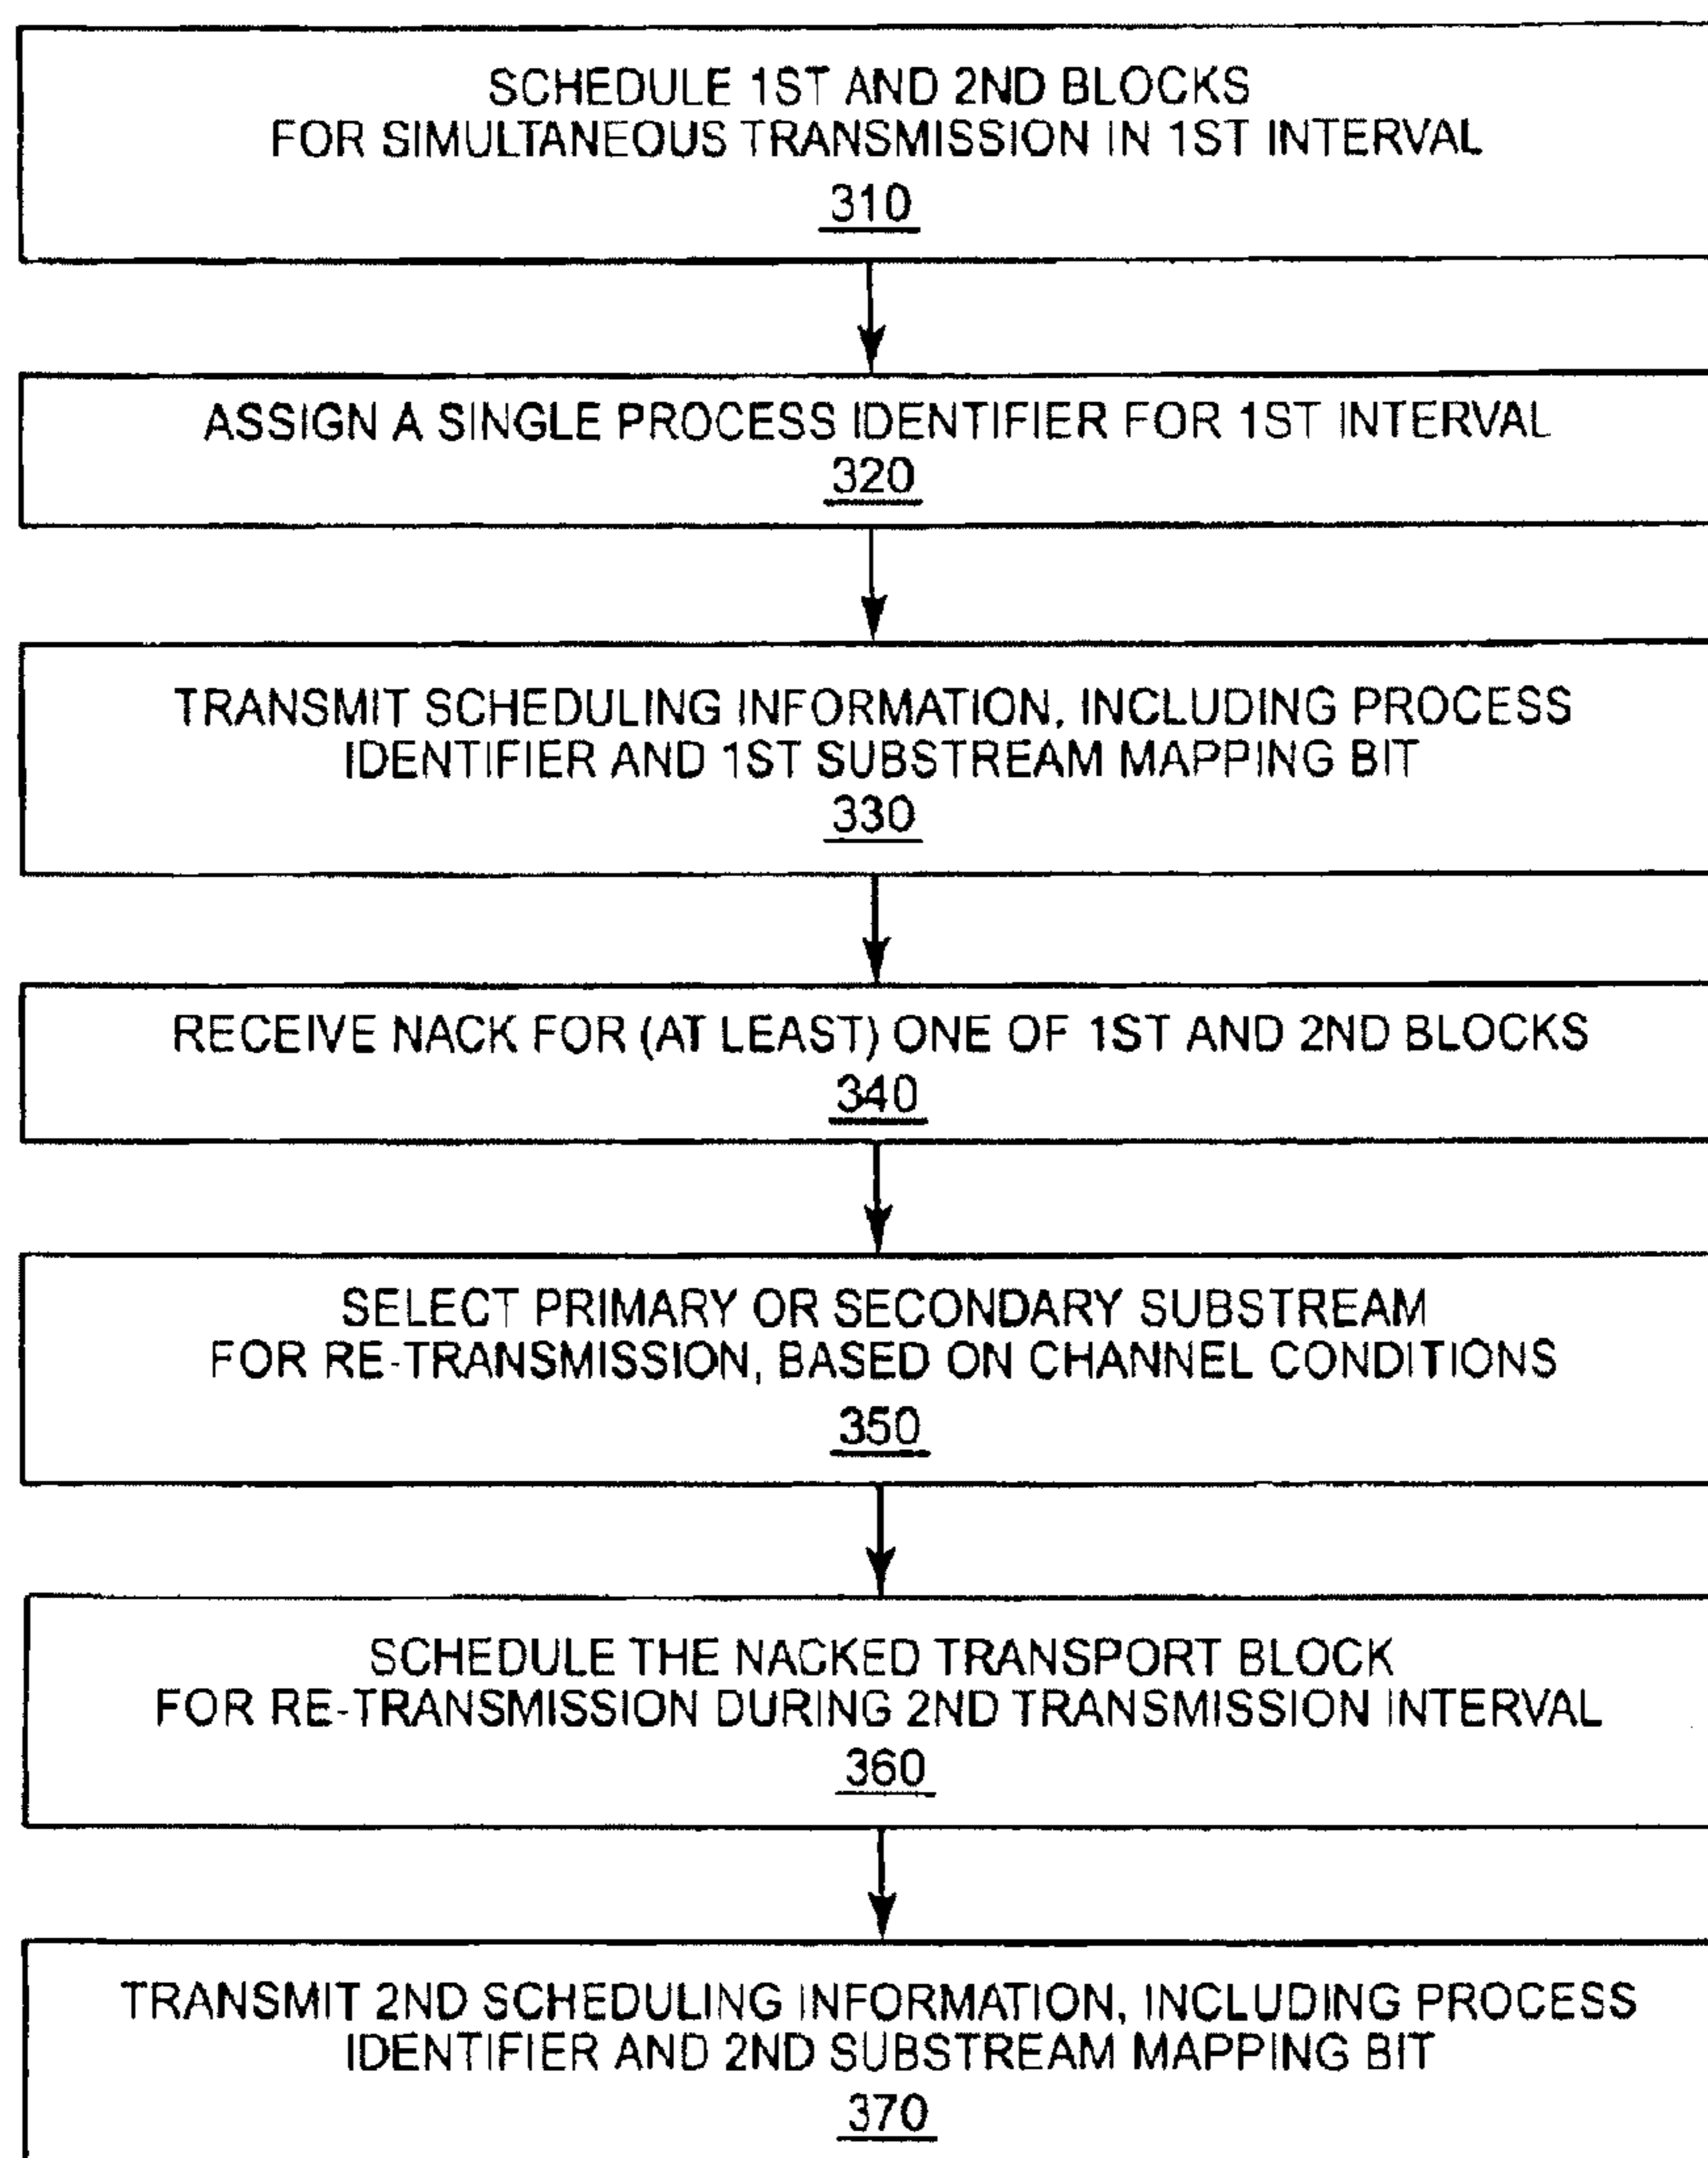 SCHEDULE 1ST AND 2ND BLOCKS
FOR SIMULTANEOUS TRANSMISSION IN 1ST INTERVAL
310
ASSIGN A SINGLE PROCESS IDENTIFIER FOR 1ST INTERVAL
320
TRANSMIT SCHEDULING INFORMATION, INCLUDING PROCESS
IDENTIFIER AND 1ST SUBSTREAM MAPPING BIT
330
RECEIVE NACK FOR (AT LEAST) ONE OF 1ST AND 2ND BLOCKS
340
SELECT PRIMARY OR SECONDARY SUBSTREAM
FOR RE-TRANSMISSION, BASED ON CHANNEL CONDITIONS
350
SCHEDULE THE NACKED TRANSPORT BLOCK
FOR RE-TRANSMISSION DURING 2ND TRANSMISSION INTERVAL
360
TRANSMIT 2ND SCHEDULING INFORMATION, INCLUDING PROCESS
IDENTIFIER AND 2ND SUBSTREAM MAPPING BIT
370